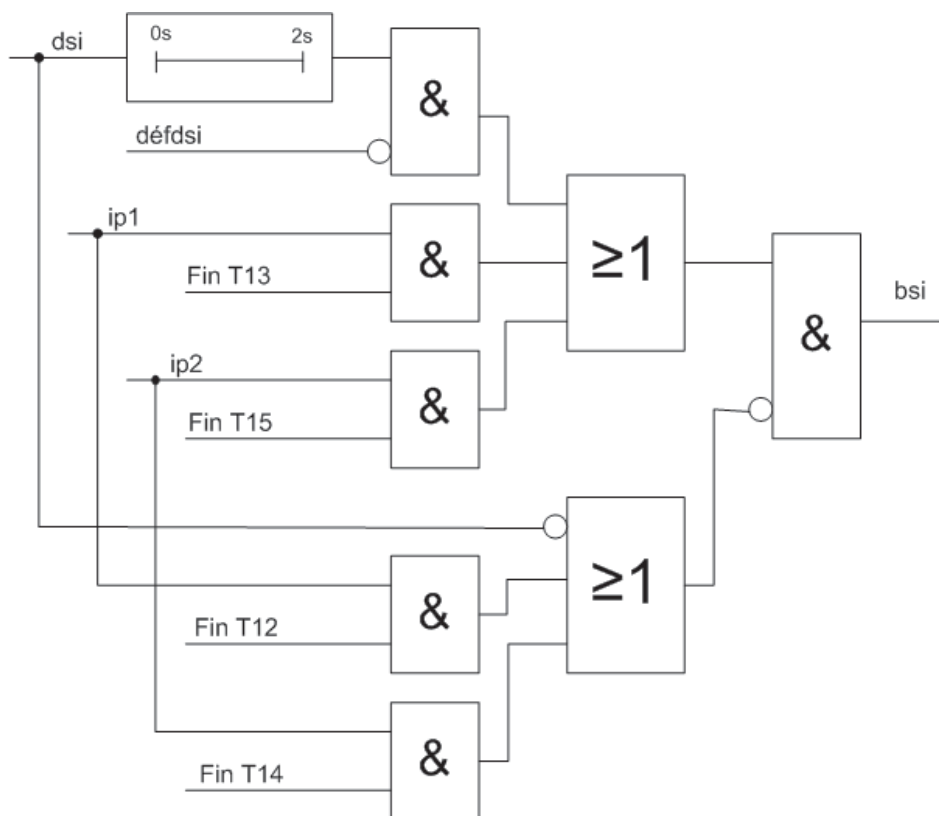 dsi
0s 2s
&
défdsi
ip1
&
Fin T13
≥1
bsi
&
ip2
&
Fin T15
≥1
&
Fin T12
&
Fin T14